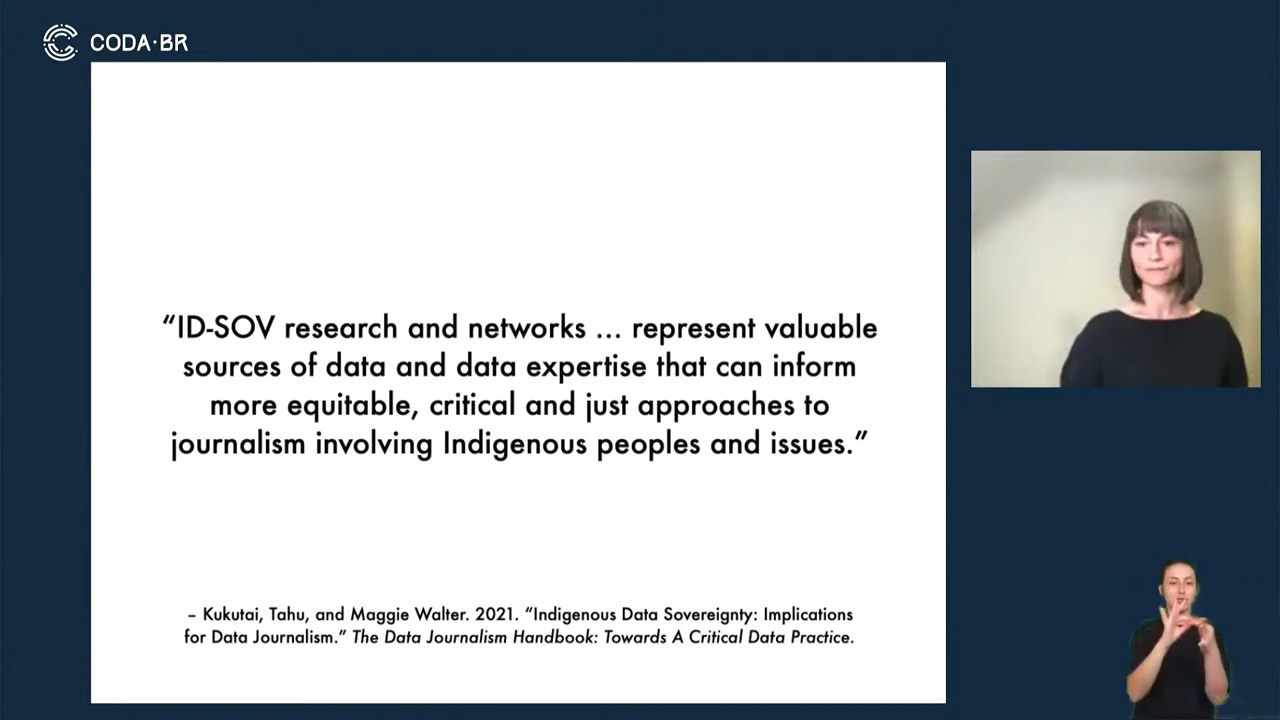 CODA·BR
“ID-SOV research and networks ... represent valuable
sources of data and data expertise that can inform
more equitable, critical and just approaches to
journalism involving Indigenous peoples and issues.”
– Kukutai, Tahu, and Maggie Walter. 2021. “Indigenous Data Sovereignty: Implications
for Data Journalism.” The Data Journalism Handbook: Towards A Critical Data Practice.